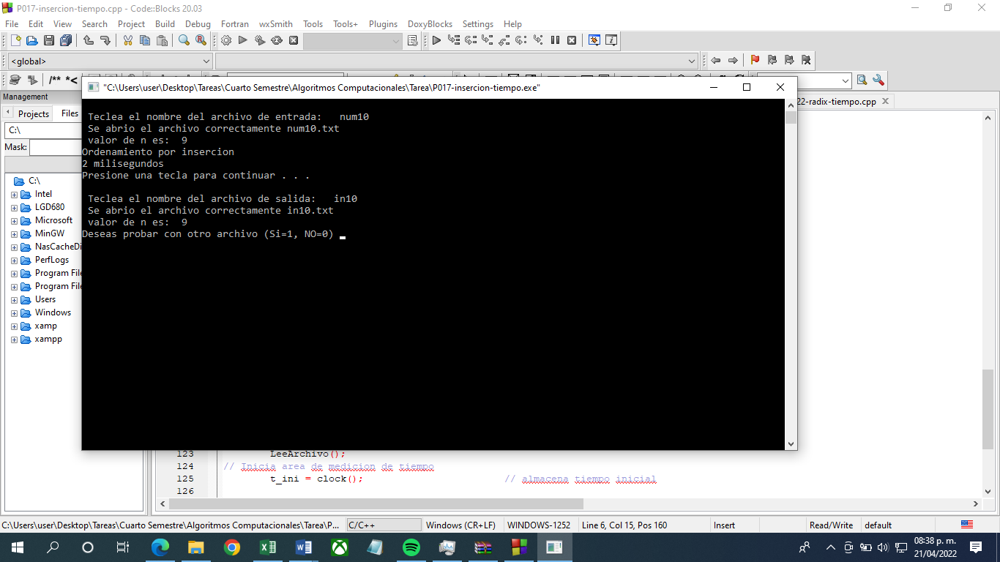 P017-insercion-tiempo.cpp - Code::Blocks 20.03
File Edit View Search Project Build Debug Fortran wxSmith Tools Tools+ Plugins DoxyBlocks Settings Help
<global>
/** *<
Management
Projects Files
C:\
Mask:
C:\
Intel
LGD680
Microsoft
MinGW
NasCacheDi
PerfLogs
Program File
Program File
Users
Windows
xamp
xampp
"C:\Users\user\Desktop\Tareas\Cuarto Semestre\Algoritmos Computacionales\Tarea\P017-insercion-tiempo.exe"
22-radix-tiempo.cpp
Teclea el nombre del archivo de entrada: num10
Se abrio el archivo correctamente num10.txt
valor de n es: 9
Ordenamiento por insercion
2 milisegundos
Presione una tecla para continuar . . .
Teclea el nombre del archivo de salida: in10
Se abrio el archivo correctamente in10.txt
valor de n es: 9
Deseas probar con otro archivo (Si=1, NO=0)
123 LeeArchivo();
124 // Inicia area de medicion de tiempo
125 t_ini = clock(); // almacena tiempo inicial
126
C:\Users\user\Desktop\Tareas\Cuarto Semestre\Algoritmos Computacionales\Tarea\P... C/C++ Windows (CR+LF) WINDOWS-1252 Line 6, Col 15, Pos 160 Insert Read/Write default
08:38 p. m.
21/04/2022